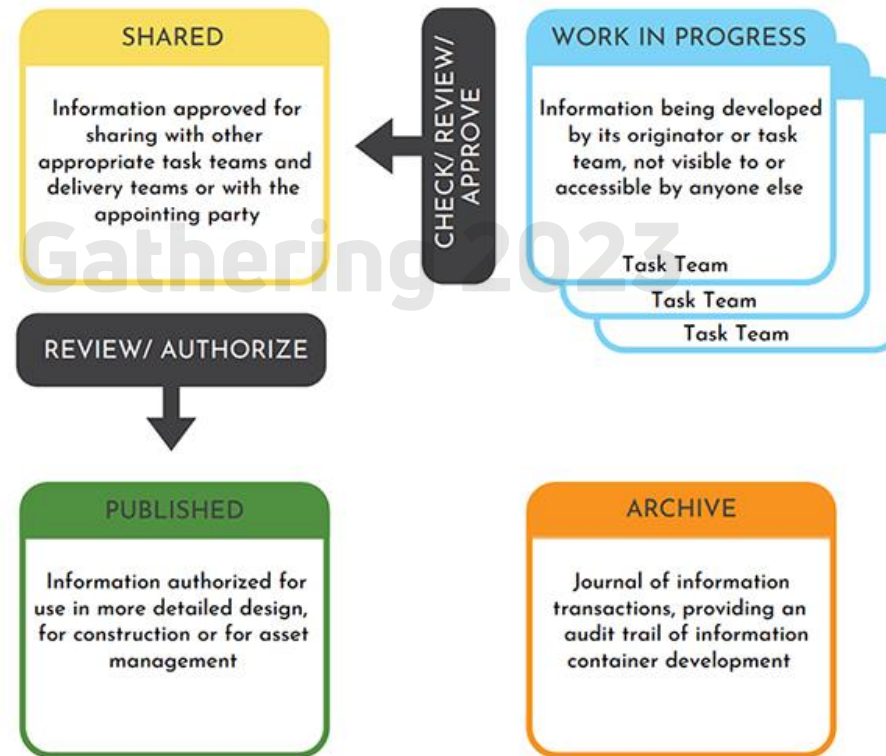 SHARED
Information approved for
sharing with other
appropriate task teams and
delivery teams or with the
appointing party
CHECK/ REVIEW/
APPROVE
WORK IN PROGRESS
Information being developed
by its originator or task
team, not visible to or
accessible by anyone else
Task Team
Task Team
Task Team
Gathering 2023
REVIEW/ AUTHORIZE
PUBLISHED
Information authorized for
use in more detailed design,
for construction or for asset
management
ARCHIVE
Journal of information
transactions, providing an
audit trail of information
container development